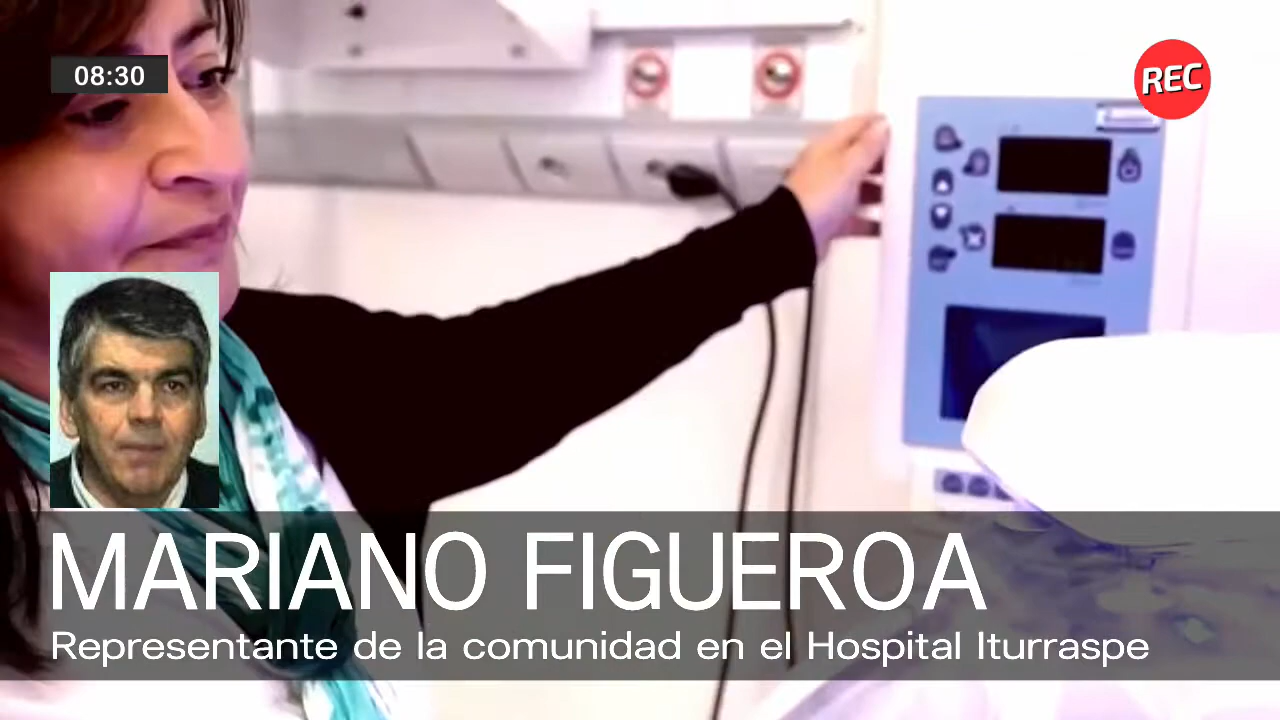 08:30
REC
MARIANO FIGUEROA
Representante de la comunidad en el Hospital Iturraspe